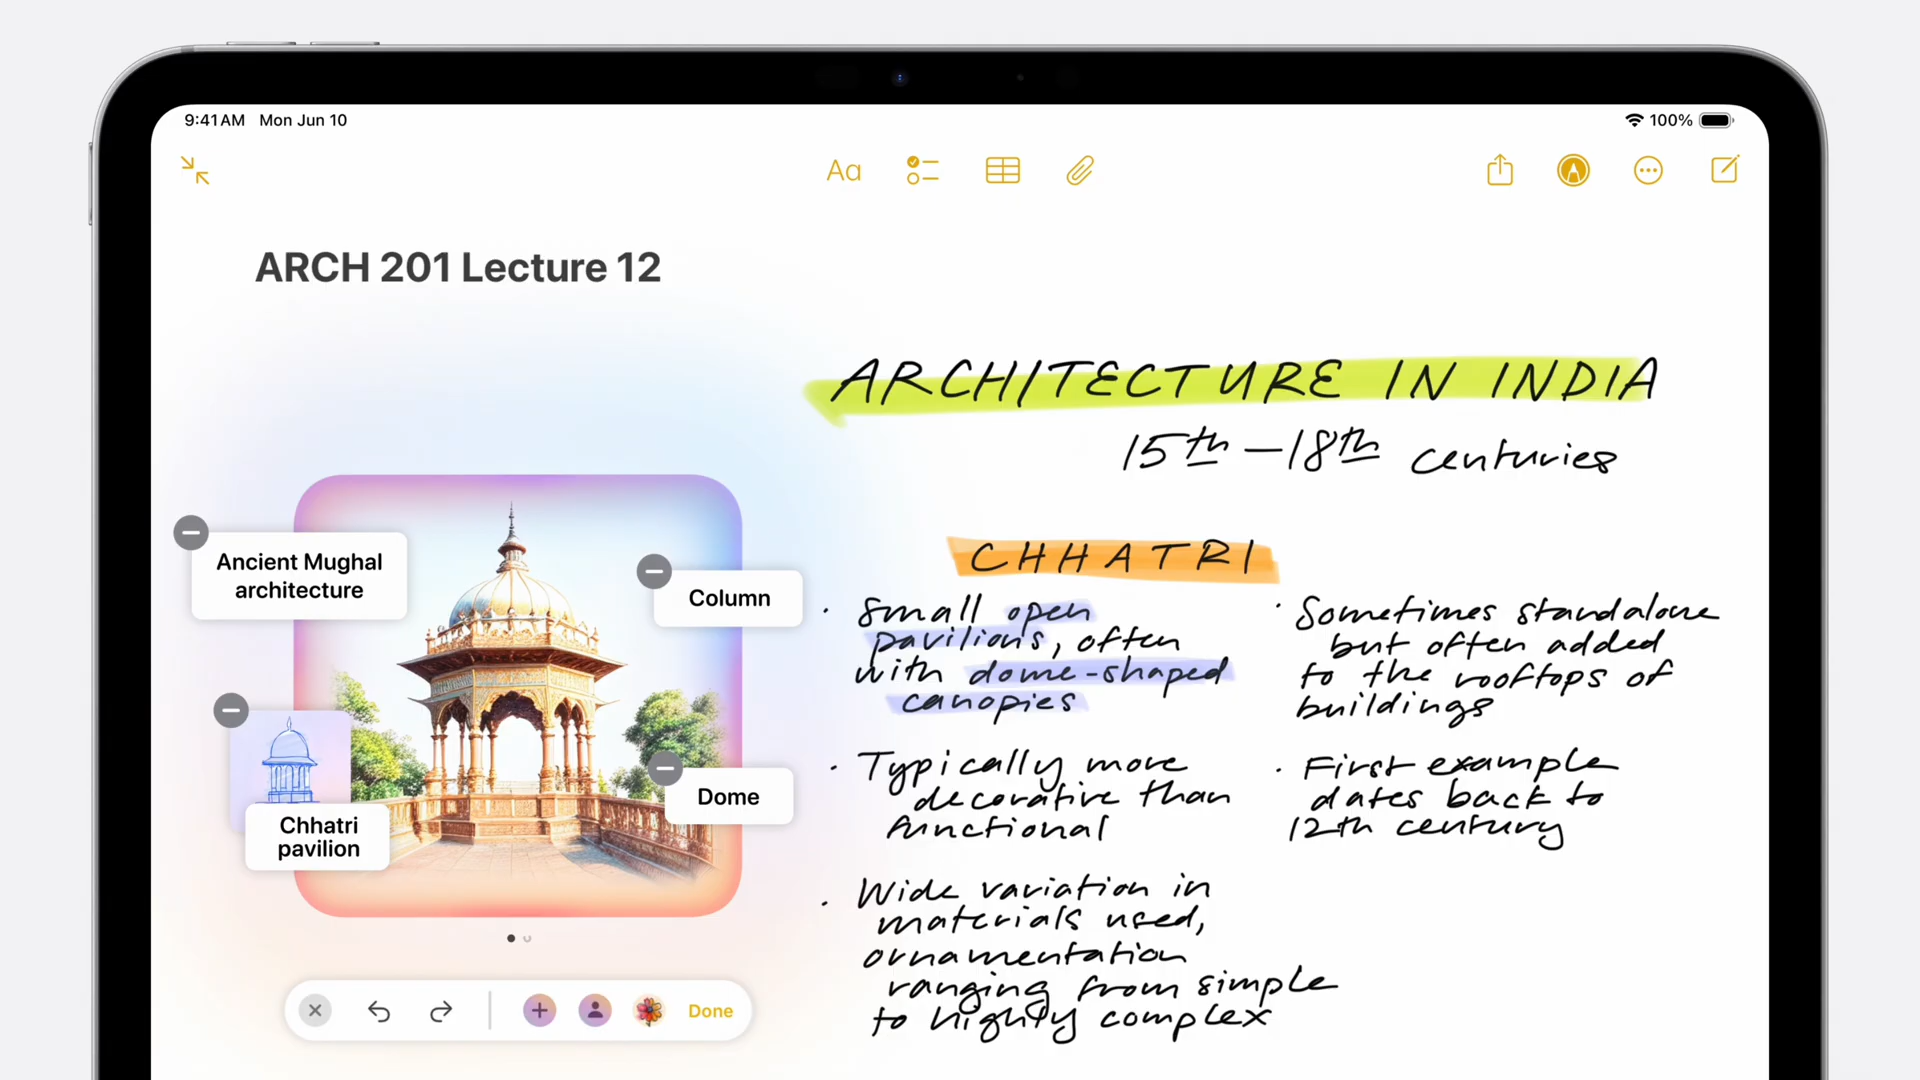 9:41 AM Mon Jun 10
100%
Aa
ARCH 201 Lecture 12
ARCHITECTURE IN INDIA
15th – 18th centuries
Ancient Mughal
architecture
Column
Chhatri
pavilion
Dome
Done
CHHATRI
· Small open
pavilions, often
with dome-shaped
canopies
· Typically more
decorative than
functional
· Wide variation in
materials used,
ornamentation
ranging from simple
to highly complex
· Sometimes standalone
but often added
to the rooftops of
buildings
· First example
dates back to
12th century